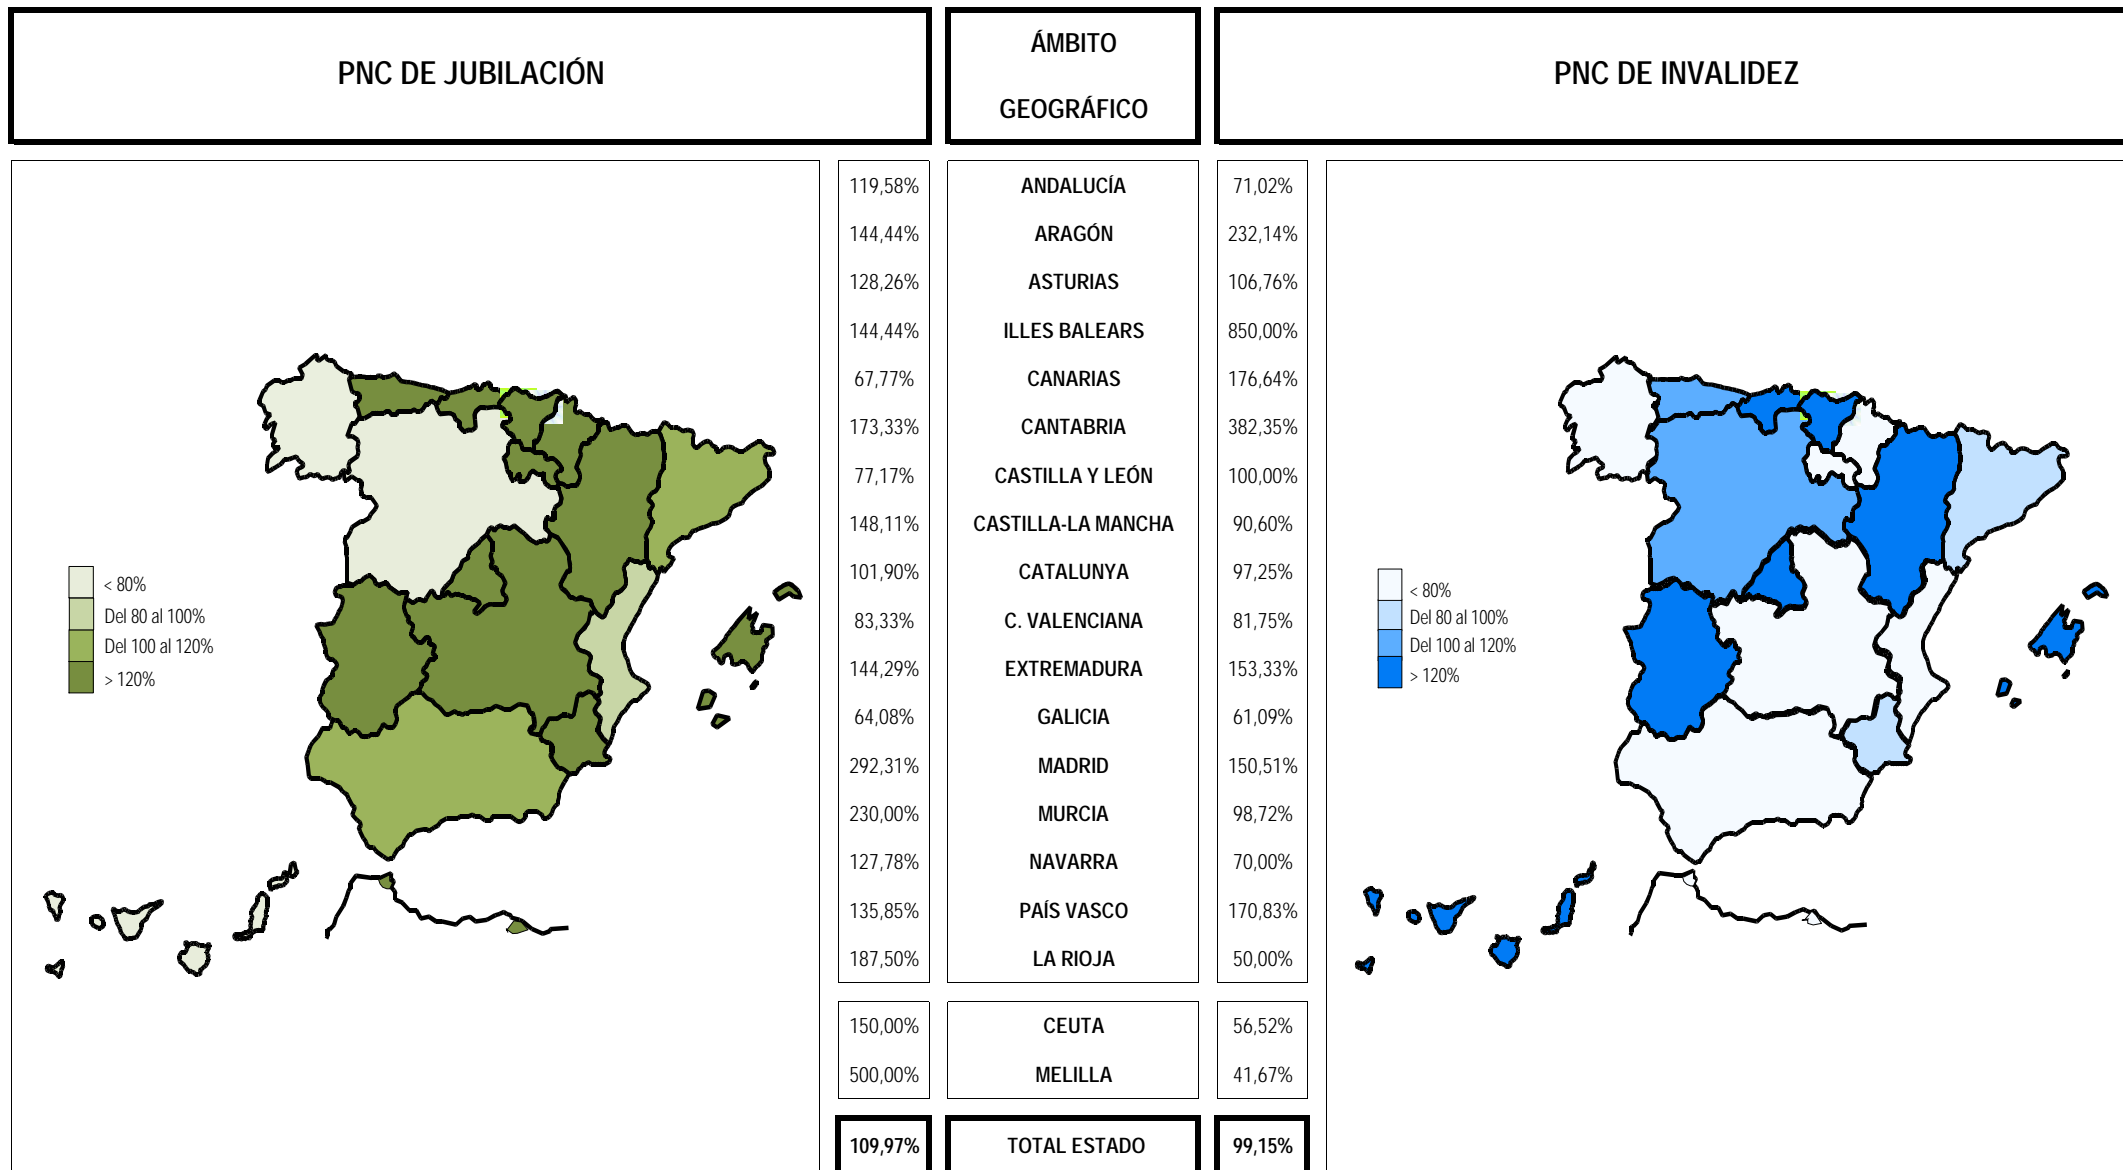 PNC DE JUBILACIÓN
ÁMBITO
GEOGRÁFICO
PNC DE INVALIDEZ
119,58% ANDALUCÍA 71,02%
144,44% ARAGÓN 232,14%
128,26% ASTURIAS 106,76%
144,44% ILLES BALEARS 850,00%
67,77% CANARIAS 176,64%
173,33% CANTABRIA 382,35%
77,17% CASTILLA Y LEÓN 100,00%
148,11% CASTILLA-LA MANCHA 90,60%
101,90% CATALUNYA 97,25%
83,33% C. VALENCIANA 81,75%
144,29% EXTREMADURA 153,33%
64,08% GALICIA 61,09%
292,31% MADRID 150,51%
230,00% MURCIA 98,72%
127,78% NAVARRA 70,00%
135,85% PAÍS VASCO 170,83%
187,50% LA RIOJA 50,00%
150,00% CEUTA 56,52%
500,00% MELILLA 41,67%
109,97% TOTAL ESTADO 99,15%
< 80%
Del 80 al 100%
Del 100 al 120%
> 120%
< 80%
Del 80 al 100%
Del 100 al 120%
> 120%